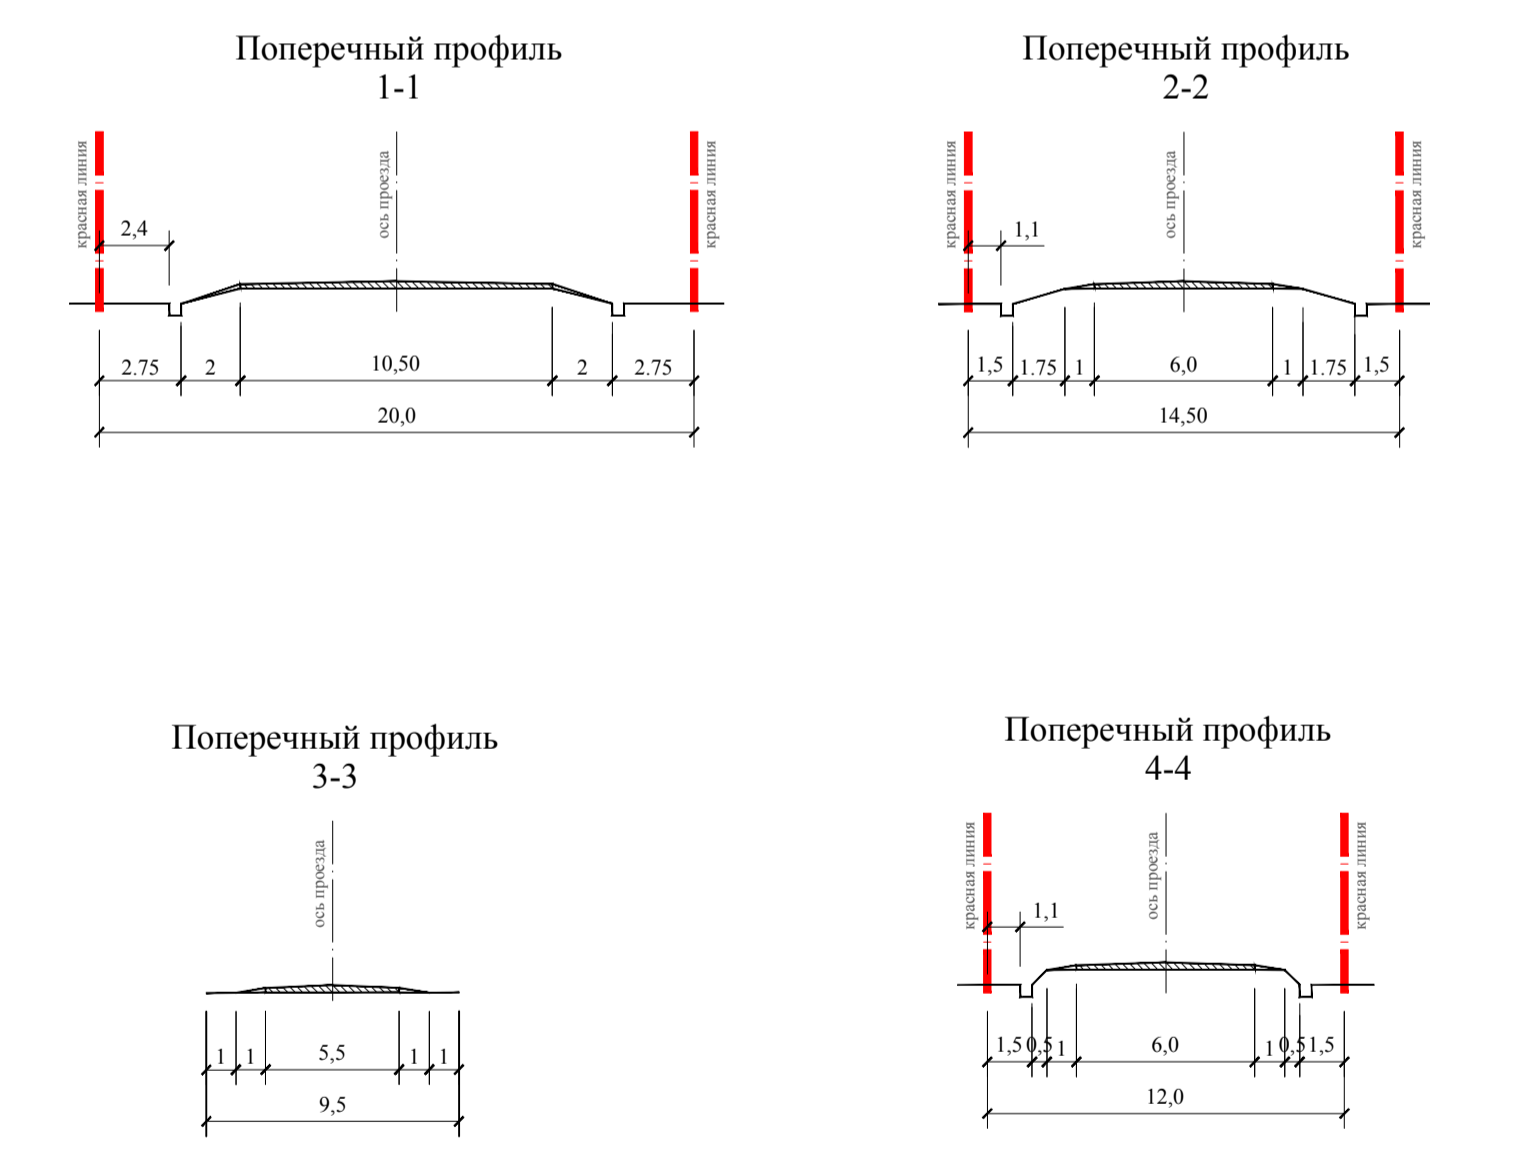 Поперечный профиль
1-1
красная линия
ось проезда
красная линия
2,4
2.75
2
10,50
2
2.75
20,0
Поперечный профиль
2-2
красная линия
ось проезда
красная линия
1,1
1,5
1.75
1
6,0
1
1.75
1,5
14,50
Поперечный профиль
3-3
ось проезда
1
1
5,5
1
1
9,5
Поперечный профиль
4-4
красная линия
ось проезда
красная линия
1,1
1,5
0,5
1
6,0
1
0,5
1,5
12,0